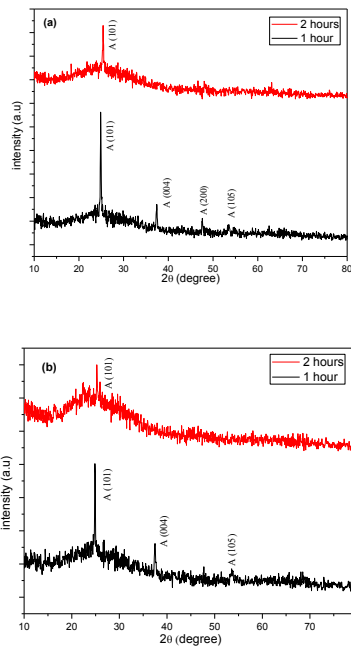 (a)
2 hours
1 hour
A (101)
A (101)
A (004)
A (200)
A (105)
intensity (a.u)
10 20 30 40 50 60 70 80
2θ (degree)
(b)
2 hours
1 hour
A (101)
A (101)
A (004)
A (105)
intensity (a.u)
10 20 30 40 50 60 70
2θ (degree)